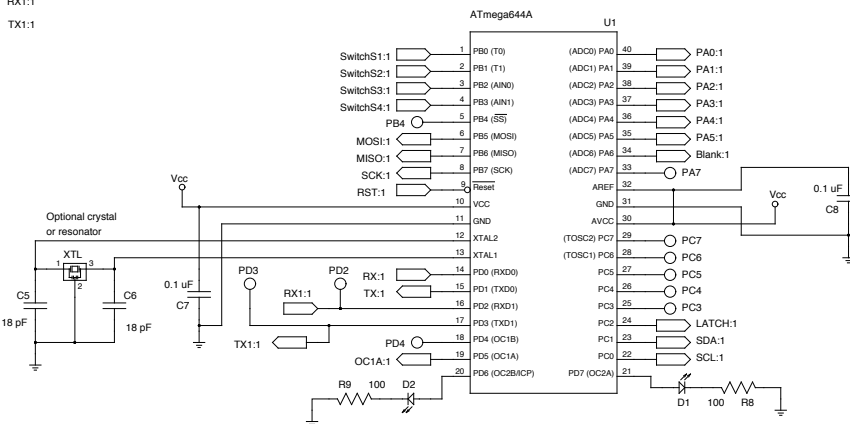 RX1:1
TX1:1
ATmega644A
U1
SwitchS1:1 1 PB0 (T0) (ADC0) PA0 40 PA0:1
SwitchS2:1 2 PB1 (T1) (ADC1) PA1 39 PA1:1
SwitchS3:1 3 PB2 (AIN0) (ADC2) PA2 38 PA2:1
SwitchS4:1 4 PB3 (AIN1) (ADC3) PA3 37 PA3:1
PB4 5 PB4 (SS) (ADC4) PA4 36 PA4:1
MOSI:1 6 PB5 (MOSI) (ADC5) PA5 35 PA5:1
MISO:1 7 PB6 (MISO) (ADC6) PA6 34 Blank:1
SCK:1 8 PB7 (SCK) (ADC7) PA7 33 PA7
RST:1 9 Reset AREF 32
Vcc 10 VCC GND 31 Vcc 0.1 uF C8
11 GND AVCC 30
Optional crystal
or resonator
12 XTAL2 (TOSC2) PC7 29 PC7
XTL 1 3 2 13 XTAL1 (TOSC1) PC6 28 PC6
PD3 PD2 RX:1 14 PD0 (RXD0) PC5 27 PC5
C5 C6 0.1 uF C7 TX:1 15 PD1 (TXD0) PC4 26 PC4
RX1:1 16 PD2 (RXD1) PC3 25 PC3
18 pF 18 pF 17 PD3 (TXD1) PC2 24 LATCH:1
TX1:1 PD4 18 PD4 (OC1B) PC1 23 SDA:1
OC1A:1 19 PD5 (OC1A) PC0 22 SCL:1
20 PD6 (OC2B/ICP) PD7 (OC2A) 21
R9 100 D2
D1 100 R8